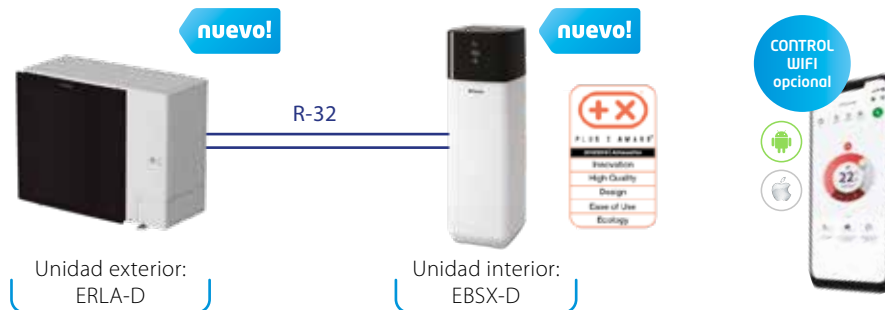 nuevo!
nuevo!
CONTROL
WIFI
opcional
R-32
PLUS X AWARD
Innovation
High Quality
Design
Ease of Use
Ecology
22
Unidad exterior:
ERLA-D
Unidad interior:
EBSX-D